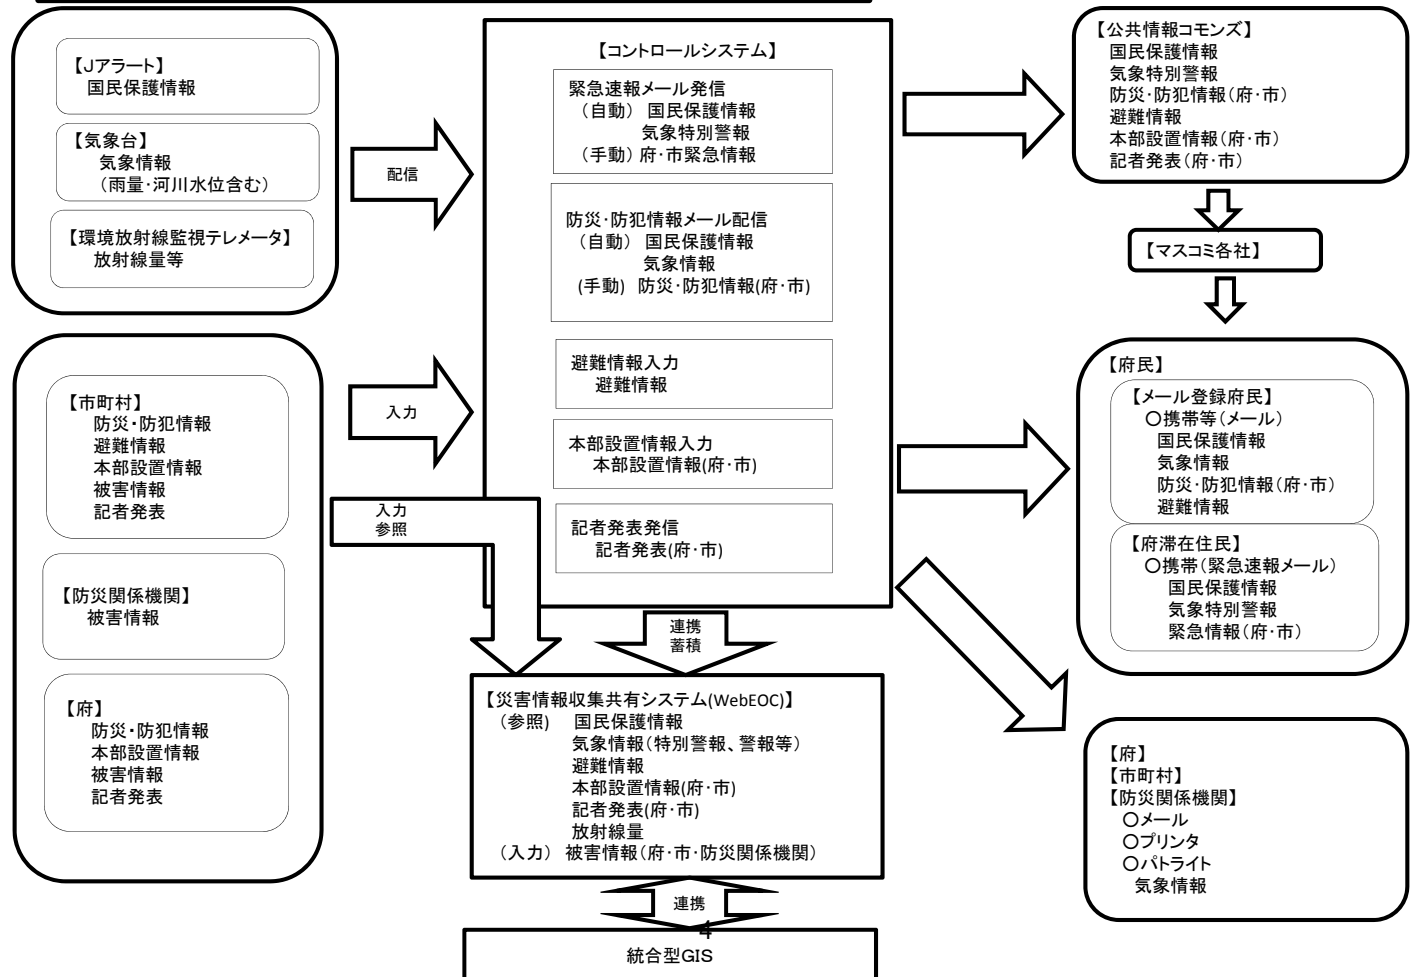 【Jアラート】
国民保護情報
【気象台】
気象情報
(雨量・河川水位含む)
【環境放射線監視テレメータ】
放射線量等
配信
【市町村】
防災・防犯情報
避難情報
本部設置情報
被害情報
記者発表
【防災関係機関】
被害情報
【府】
防災・防犯情報
本部設置情報
被害情報
記者発表
入力
入力
参照
【コントロールシステム】
緊急速報メール発信
(自動) 国民保護情報
気象特別警報
(手動) 府・市緊急情報
防災・防犯情報メール配信
(自動) 国民保護情報
気象情報
(手動) 防災・防犯情報(府・市)
避難情報入力
避難情報
本部設置情報入力
本部設置情報(府・市)
記者発表発信
記者発表(府・市)
連携
蓄積
【災害情報収集共有システム(WebEOC)】
(参照) 国民保護情報
気象情報(特別警報、警報等)
避難情報
本部設置情報(府・市)
記者発表(府・市)
放射線量
(入力) 被害情報(府・市・防災関係機関)
連携
4
統合型GIS
【公共情報コモンズ】
国民保護情報
気象特別警報
防災・防犯情報(府・市)
避難情報
本部設置情報(府・市)
記者発表(府・市)
【マスコミ各社】
【府民】
【メール登録府民】
○携帯等(メール)
国民保護情報
気象情報
防災・防犯情報(府・市)
避難情報
【府滞在住民】
○携帯(緊急速報メール)
国民保護情報
気象特別警報
緊急情報(府・市)
【府】
【市町村】
【防災関係機関】
○メール
○プリンタ
○パトライト
気象情報